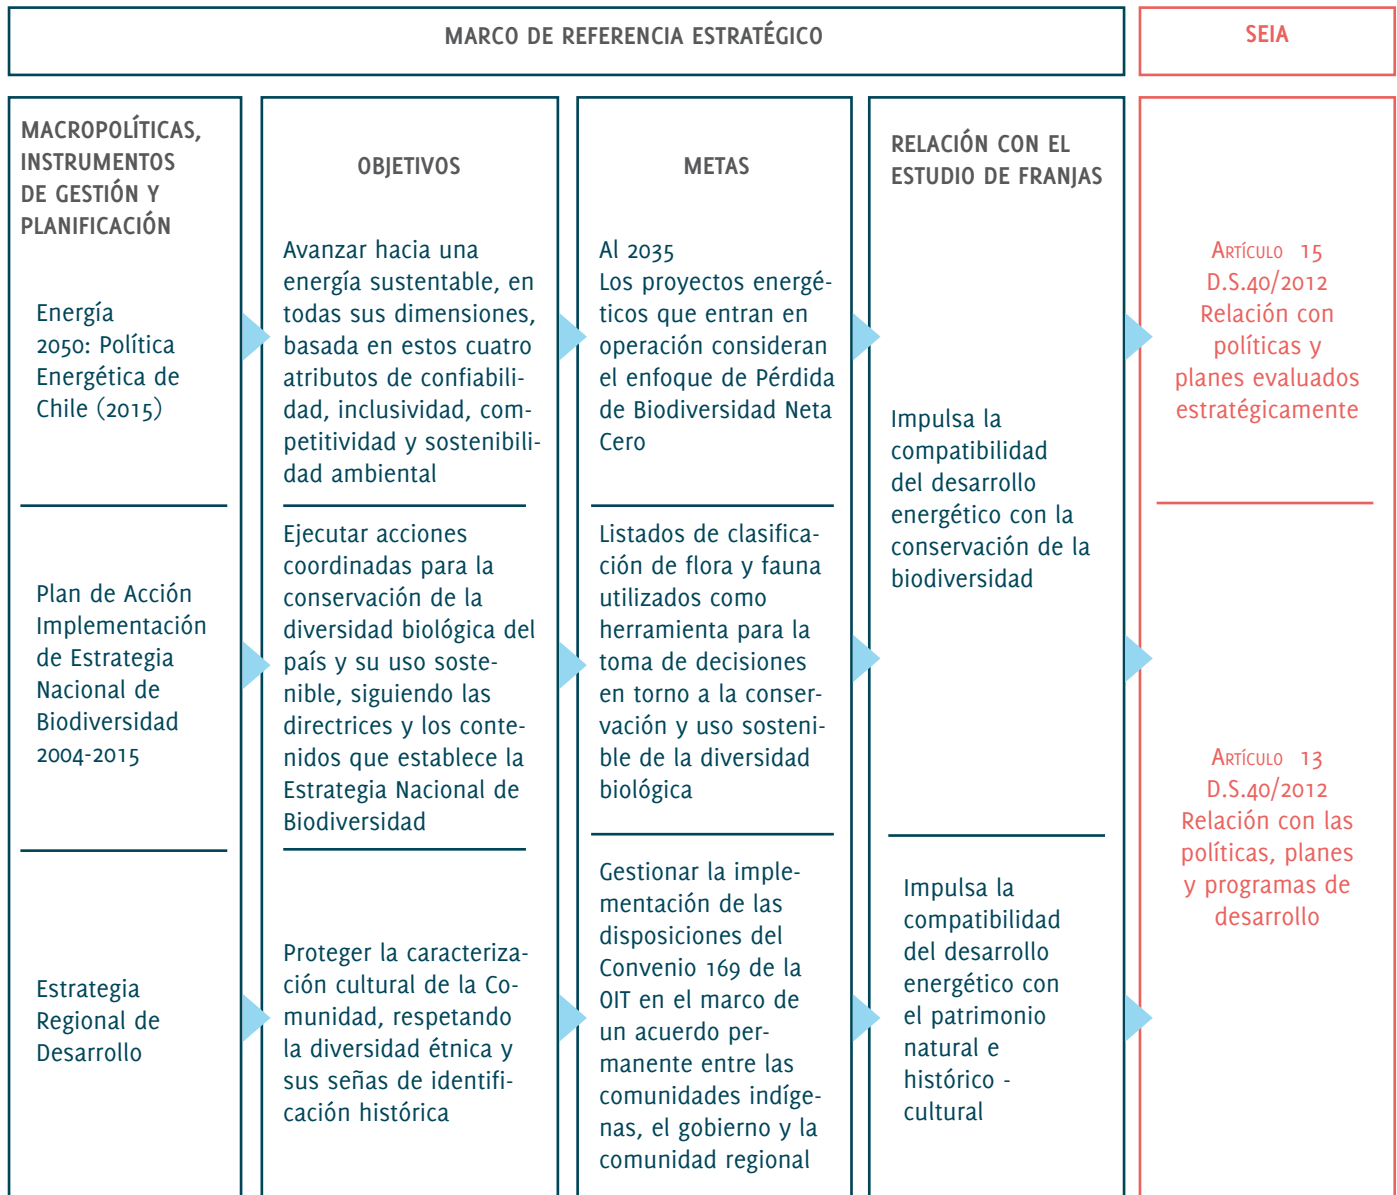 MARCO DE REFERENCIA ESTRATÉGICO
SEIA
MACROPOLÍTICAS,
INSTRUMENTOS
DE GESTIÓN Y
PLANIFICACIÓN
OBJETIVOS
METAS
RELACIÓN CON EL
ESTUDIO DE FRANJAS
Energía
2050: Política
Energética de
Chile (2015)
Avanzar hacia una
energía sustentable, en
todas sus dimensiones,
basada en estos cuatro
atributos de confiabili-
dad, inclusividad, com-
petitividad y sostenibili-
dad ambiental
Al 2035
Los proyectos energé-
ticos que entran en
operación consideran
el enfoque de Pérdida
de Biodiversidad Neta
Cero
Impulsa la
compatibilidad
del desarrollo
energético con la
conservación de la
biodiversidad
Artículo 15
D.S.40/2012
Relación con
políticas y
planes evaluados
estratégicamente
Plan de Acción
Implementación
de Estrategia
Nacional de
Biodiversidad
2004-2015
Ejecutar acciones
coordinadas para la
conservación de la
diversidad biológica del
país y su uso soste-
nible, siguiendo las
directrices y los conte-
nidos que establece la
Estrategia Nacional de
Biodiversidad
Listados de clasifica-
ción de flora y fauna
utilizados como
herramienta para la
toma de decisiones
en torno a la conser-
vación y uso sosteni-
ble de la diversidad
biológica
Artículo 13
D.S.40/2012
Relación con las
políticas, planes
y programas de
desarrollo
Estrategia
Regional de
Desarrollo
Proteger la caracteriza-
ción cultural de la Co-
munidad, respetando
la diversidad étnica y
sus señas de identifi-
cación histórica
Gestionar la imple-
mentación de las
disposiciones del
Convenio 169 de la
OIT en el marco de
un acuerdo per-
manente entre las
comunidades indíge-
nas, el gobierno y la
comunidad regional
Impulsa la
compatibilidad
del desarrollo
energético con
el patrimonio
natural e
histórico -
cultural